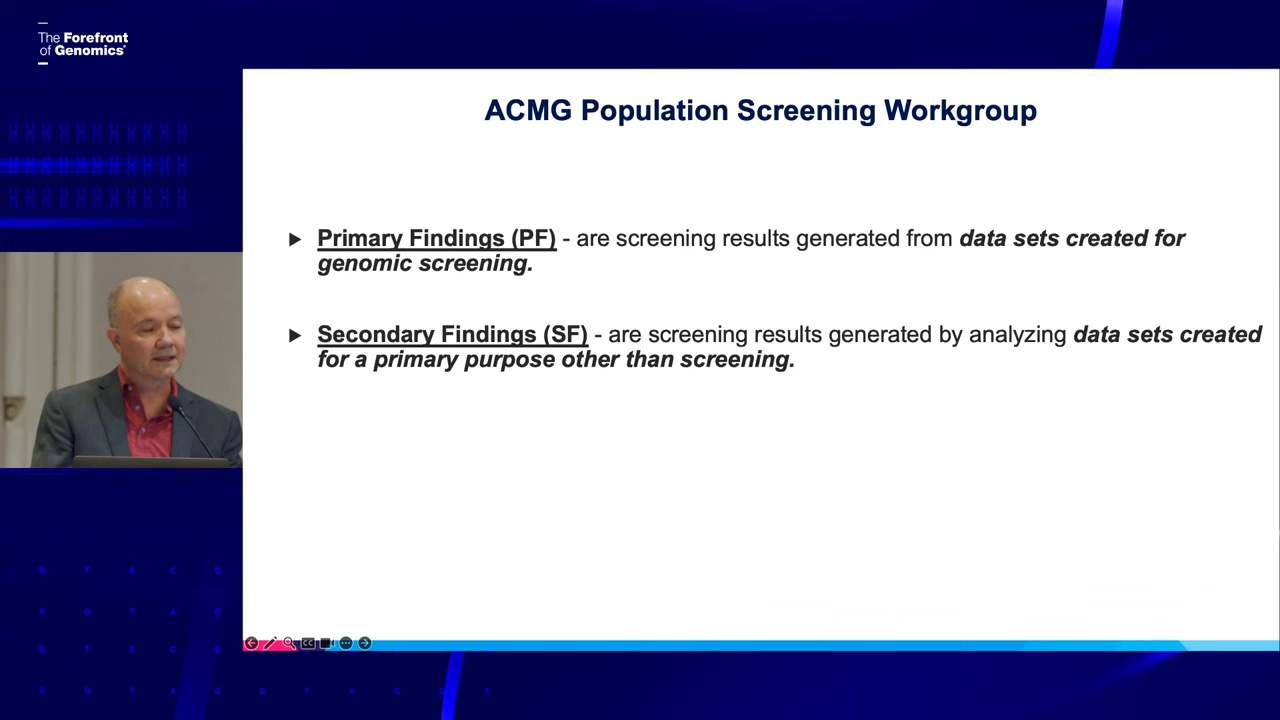 The Forefront
of Genomics®
ACMG Population Screening Workgroup
Primary Findings (PF) - are screening results generated from data sets created for
genomic screening.
Secondary Findings (SF) - are screening results generated by analyzing data sets created
for a primary purpose other than screening.